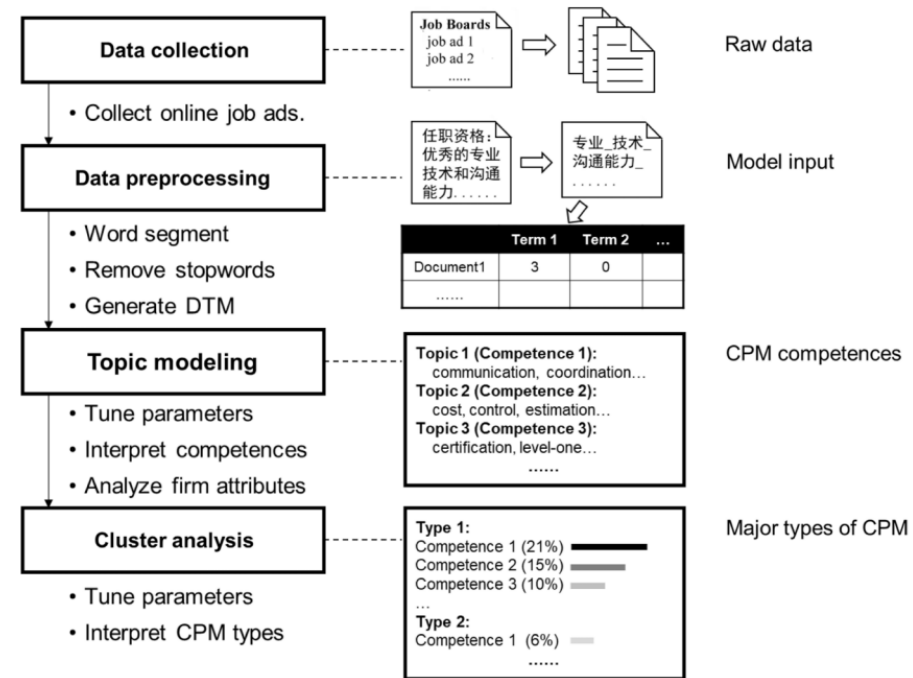 Data collection
Job Boards
job ad 1
job ad 2
......
Raw data
• Collect online job ads.
Data preprocessing
任职资格：
优秀的专业
技术和沟通
能力......
专业_技术_
沟通能力_
......
Model input
• Word segment
• Remove stopwords
• Generate DTM
Term 1 Term 2 ...
Document1 3 0
......
Topic modeling
Topic 1 (Competence 1):
communication, coordination...
Topic 2 (Competence 2):
cost, control, estimation...
Topic 3 (Competence 3):
certification, level-one...
......
CPM competences
• Tune parameters
• Interpret competences
• Analyze firm attributes
Cluster analysis
Type 1:
Competence 1 (21%)
Competence 2 (15%)
Competence 3 (10%)
...
Type 2:
Competence 1 (6%)
......
Major types of CPM
• Tune parameters
• Interpret CPM types